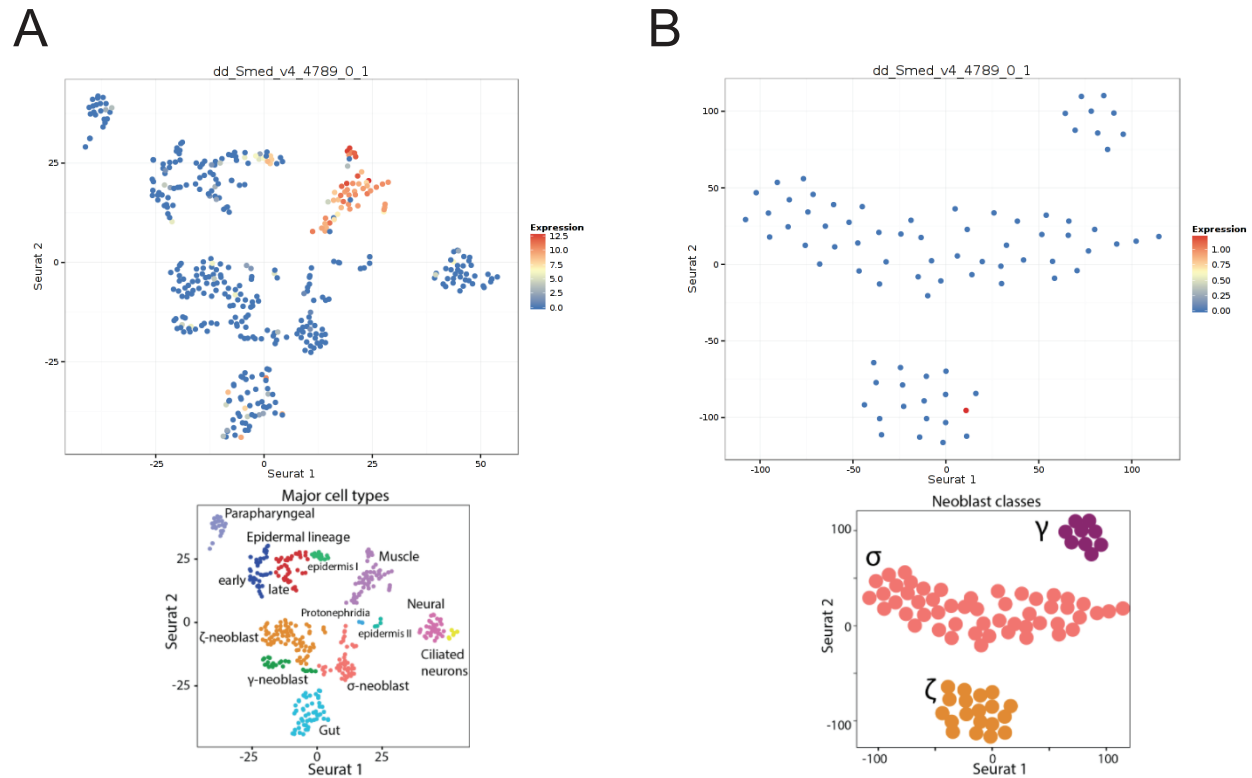 A
B
dd_Smed_v4_4789_0_1
25
0
-25
Seurat 2
-25
0
25
50
Seurat 1
Expression
12.5
10.0
7.5
5.0
2.5
0.0
dd_Smed_v4_4789_0_1
100
50
0
-50
-100
Seurat 2
-100
-50
0
50
100
Seurat 1
Expression
1.00
0.75
0.50
0.25
0.00
Major cell types
Parapharyngeal
Epidermal lineage
epidermis I
Muscle
early
late
Protonephridia
Neural
epidermis II
ζ-neoblast
Ciliated
neurons
γ-neoblast
σ-neoblast
Gut
25
0
-25
Seurat 2
-25
0
25
Seurat 1
Neoblast classes
γ
σ
ζ
100
0
-100
Seurat 2
-100
0
100
Seurat 1